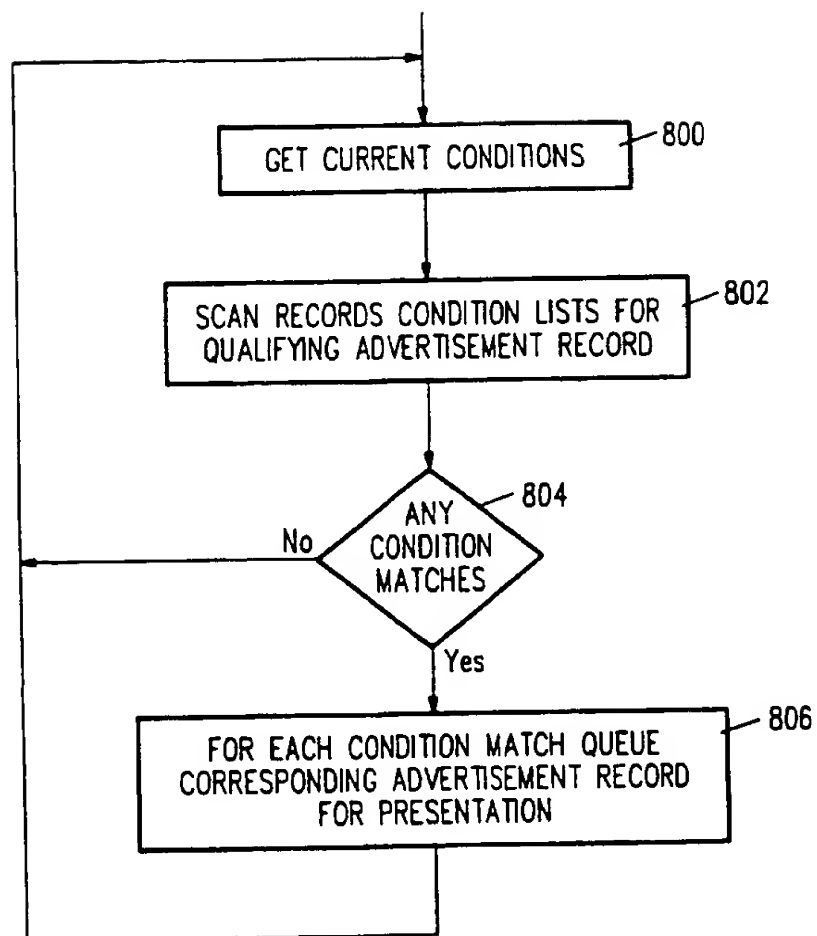 GET CURRENT CONDITIONS
800
SCAN RECORDS CONDITION LISTS FOR
QUALIFYING ADVERTISEMENT RECORD
802
ANY
CONDITION
MATCHES
804
No
Yes
FOR EACH CONDITION MATCH QUEUE
CORRESPONDING ADVERTISEMENT RECORD
FOR PRESENTATION
806